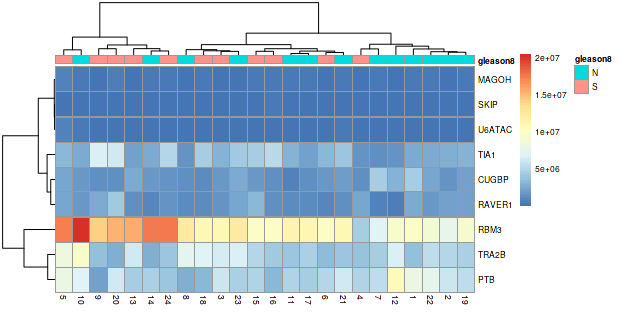 gleason8
MAGOH
SKIP
U6ATAC
TIA1
CUGBP
RAVER1
RBM3
TRA2B
PTB
5 10 9 20 13 14 24 8 18 3 23 15 16 11 17 6 21 4 7 12 1 22 2 19
2e+07
1.5e+07
1e+07
5e+06
gleason8
N
S